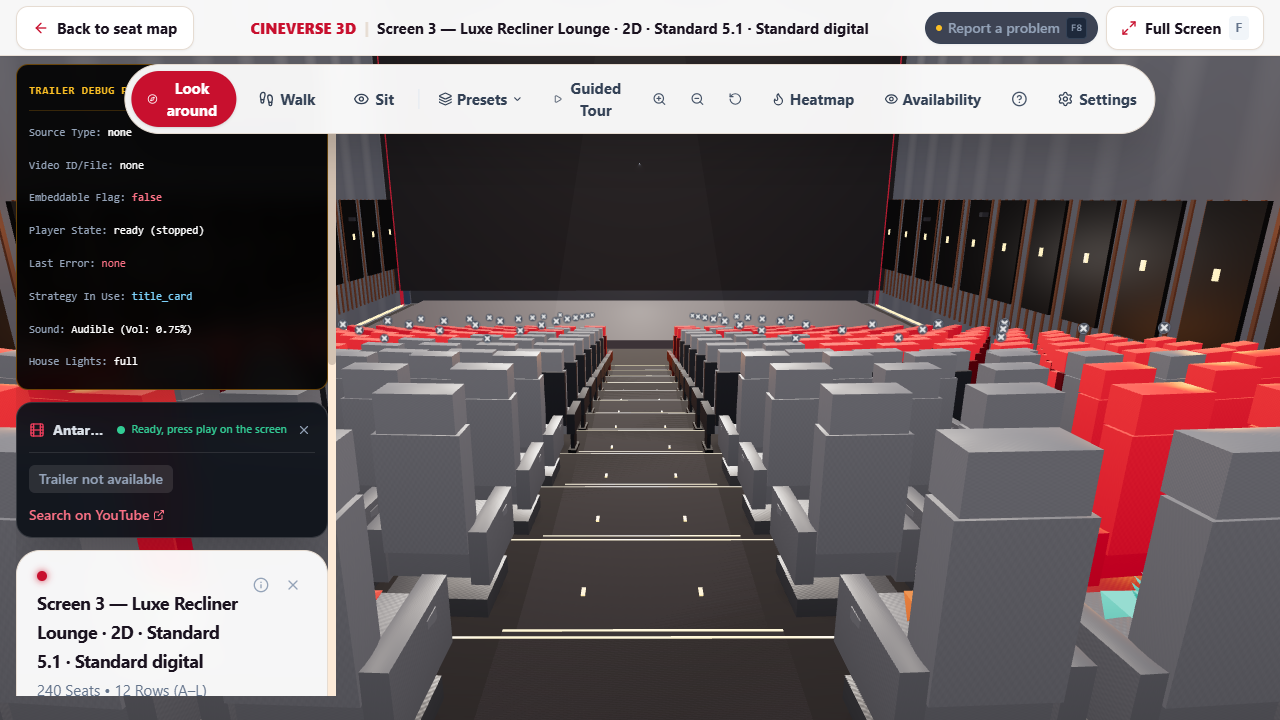 Back to seat map
CINEVERSE 3D | Screen 3 — Luxe Recliner Lounge · 2D · Standard 5.1 · Standard digital
Report a problem F8
Full Screen F
TRAILER DEBUG
Look around
Walk
Sit
Presets
Guided Tour
Heatmap
Availability
Settings
Source Type: none
Video ID/File: none
Embeddable Flag: false
Player State: ready (stopped)
Last Error: none
Strategy In Use: title_card
Sound: Audible (Vol: 0.75%)
House Lights: full
Antar... Ready, press play on the screen
Trailer not available
Search on YouTube
Screen 3 — Luxe Recliner
Lounge · 2D · Standard
5.1 · Standard digital
240 Seats • 12 Rows (A–L)